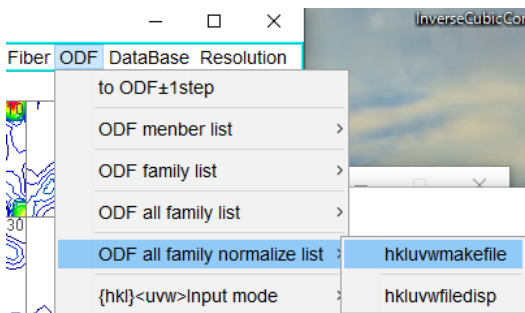 InverseCubicCon
Fiber ODF DataBase Resolution
to ODF±1step
ODF menber list
30
ODF family list
ODF all family list
ODF all family normalize list
hkluvwmakefile
{hkl}<uvw>Input mode
hkluvwfiledisp